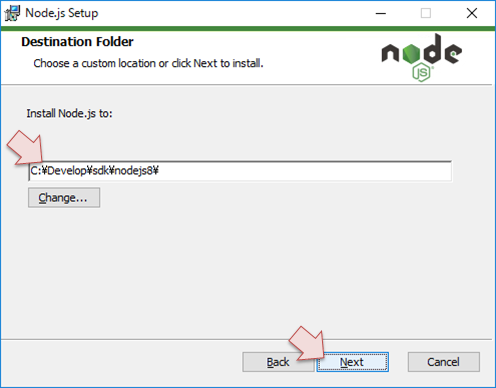 Node.js Setup
Destination Folder
Choose a custom location or click Next to install.
node
JS
Install Node.js to:
C:¥Develop¥sdk¥nodejs8¥
Change...
Back Next Cancel